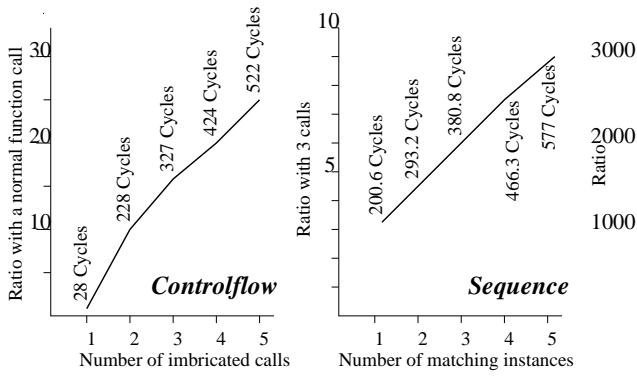 Ratio with a normal function call
30
20
10
28 Cycles
228 Cycles
327 Cycles
424 Cycles
522 Cycles
Controlflow
1 2 3 4 5
Number of imbricated calls
Ratio with 3 calls
10
5
200.6 Cycles
293.2 Cycles
380.8 Cycles
466.3 Cycles
577 Cycles
Sequence
1 2 3 4 5
Number of matching instances
3000
2000
1000
Ratio